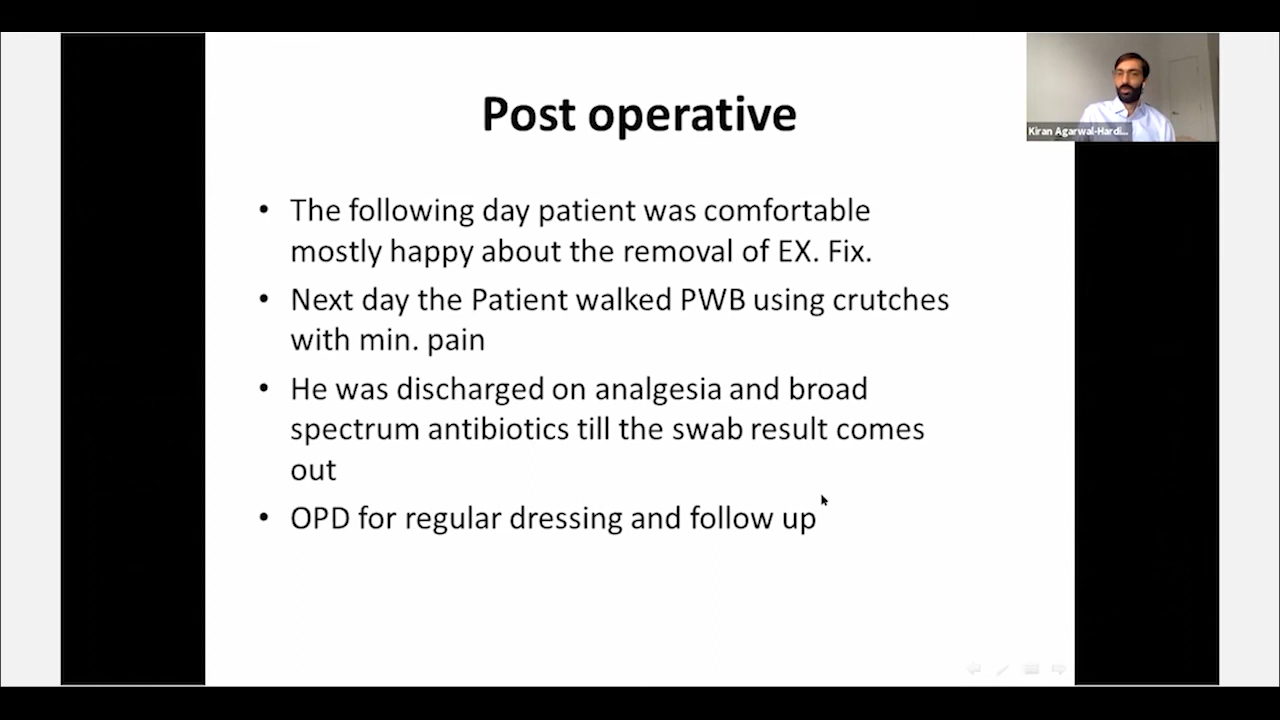 Post operative
Kiran Agarwal-Hardi...
• The following day patient was comfortable
mostly happy about the removal of EX. Fix.
• Next day the Patient walked PWB using crutches
with min. pain
• He was discharged on analgesia and broad
spectrum antibiotics till the swab result comes
out
• OPD for regular dressing and follow up